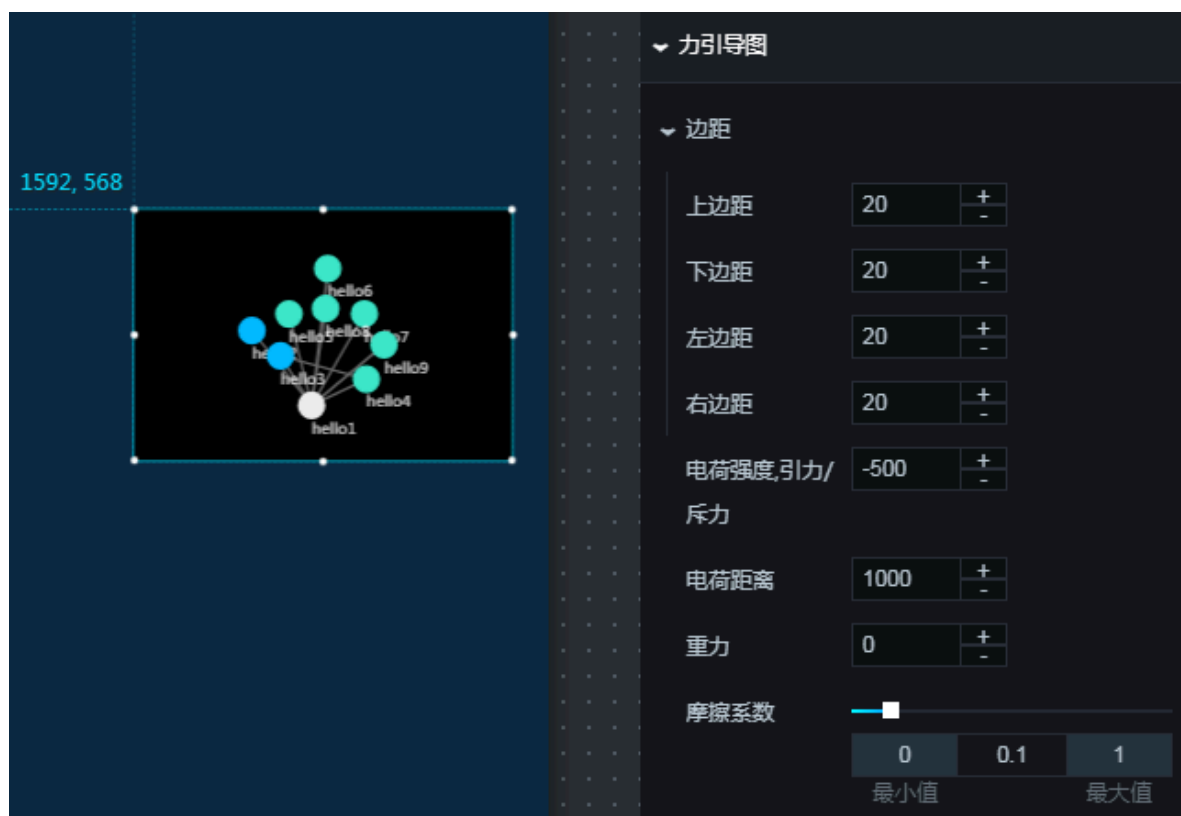 力引导图
边距
1592, 568
上边距 20 + -
下边距 20 + -
左边距 20 + -
右边距 20 + -
电荷强度,引力/ -500 + -
斥力
电荷距离 1000 + -
重力 0 + -
摩擦系数
0 0.1 1
最小值 最大值
hello6
hello5
hello9
hello3
hello4
hello1